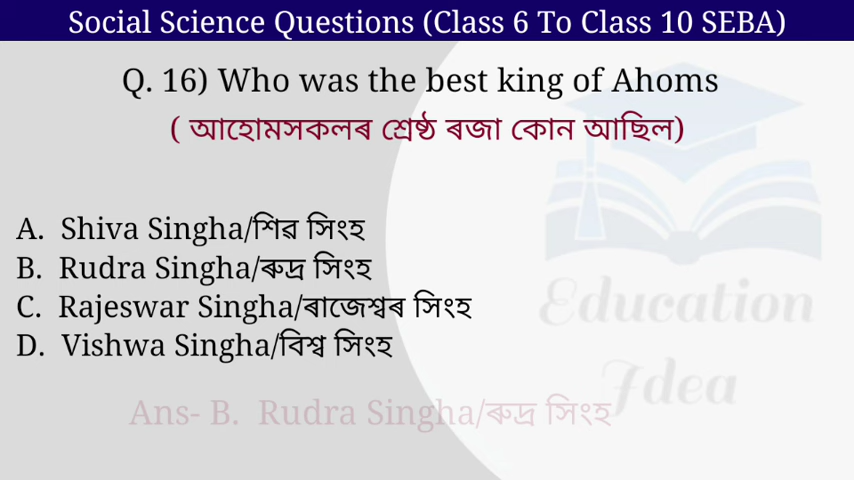 Social Science Questions (Class 6 To Class 10 SEBA)
Q. 16) Who was the best king of Ahoms
( আহোমসকলৰ শ্ৰেষ্ঠ ৰজা কোন আছিল)
A. Shiva Singha/শিৱ সিংহ
B. Rudra Singha/ৰুদ্ৰ সিংহ
C. Rajeswar Singha/ৰাজেশ্বৰ সিংহ
D. Vishwa Singha/বিশ্ব সিংহ
Education
Idea
Ans- B. Rudra Singha/ৰুদ্ৰ সিংহ